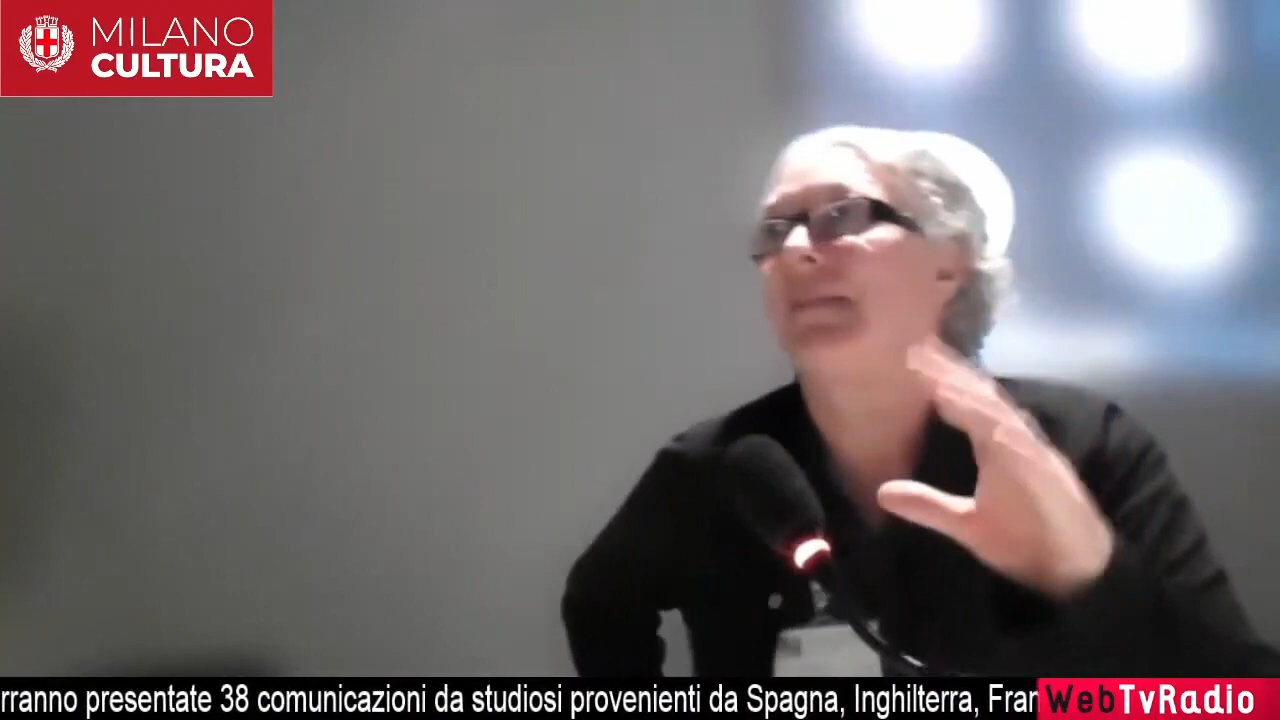 MILANO
CULTURA
rranno presentate 38 comunicazioni da studiosi provenienti da Spagna, Inghilterra, Fran
WebTvRadio